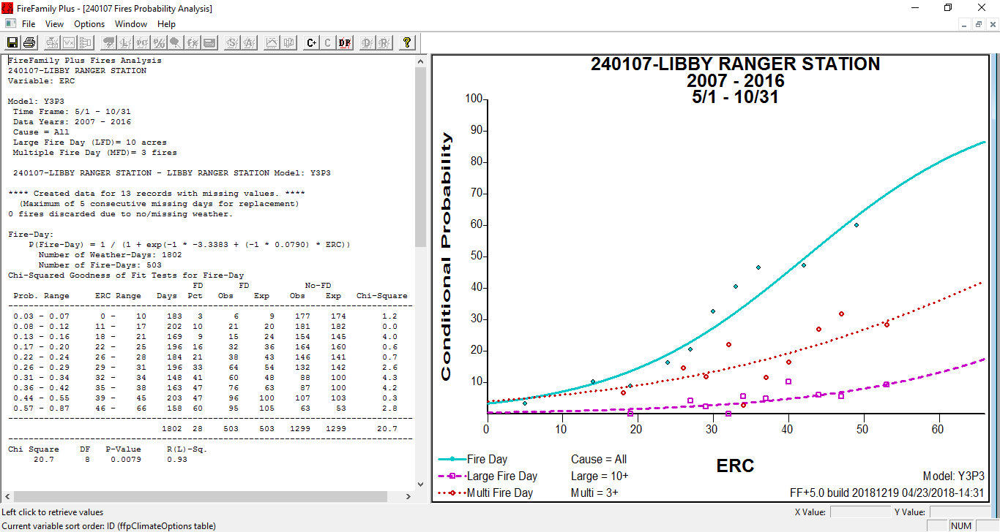 FireFamily Plus - [240107 Fires Probability Analysis]
File View Options Window Help
FireFamily Plus Fires Analysis
240107-LIBBY RANGER STATION
Variable: ERC
Model: Y3P3
Time Frame: 5/1 - 10/31
Data Years: 2007 - 2016
Cause = All
Large Fire Day (LFD)= 10 acres
Multiple Fire Day (MFD)= 3 fires
240107-LIBBY RANGER STATION - LIBBY RANGER STATION Model: Y3P3
**** Created data for 13 records with missing values. ****
(Maximum of 5 consecutive missing days for replacement)
0 fires discarded due to no/missing weather.
Fire-Day:
P(Fire-Day) = 1 / (1 + exp(-1 * -3.3383 + (-1 * 0.0790) * ERC))
Number of Weather-Days: 1802
Number of Fire-Days: 503
Chi-Squared Goodness of Fit Tests for Fire-Day
FD FD No-FD
Prob. Range ERC Range Days Pct Obs Exp Obs Exp Chi-Square
0.03 - 0.07 0 - 10 183 3 6 9 177 174 1.2
0.08 - 0.12 11 - 17 202 10 21 20 181 182 0.0
0.13 - 0.16 18 - 21 169 9 15 24 154 145 4.0
0.17 - 0.20 22 - 25 196 16 32 36 164 160 0.6
0.22 - 0.24 26 - 28 184 21 38 43 146 141 0.7
0.26 - 0.29 29 - 31 196 33 64 54 132 142 2.6
0.31 - 0.34 32 - 34 148 41 60 48 88 100 4.3
0.36 - 0.42 35 - 38 163 47 76 63 87 100 4.2
0.44 - 0.55 39 - 45 203 47 96 100 107 103 0.3
0.57 - 0.87 46 - 66 158 60 95 105 63 53 2.8
1802 28 503 503 1299 1299 20.7
Chi Square DF P-Value R(L)-Sq.
20.7 8 0.0079 0.93
240107-LIBBY RANGER STATION
2007 - 2016
5/1 - 10/31
Conditional Probability
100
90
80
70
60
50
40
30
20
10
0 10 20 30 40 50 60
ERC
Fire Day Cause = All
Large Fire Day Large = 10+
Multi Fire Day Multi = 3+
Model: Y3P3
FF+5.0 build 20181219 04/23/2018-14:31
Left click to retrieve values
X Value: Y Value:
Current variable sort order: ID (ffpClimateOptions table)
NUM